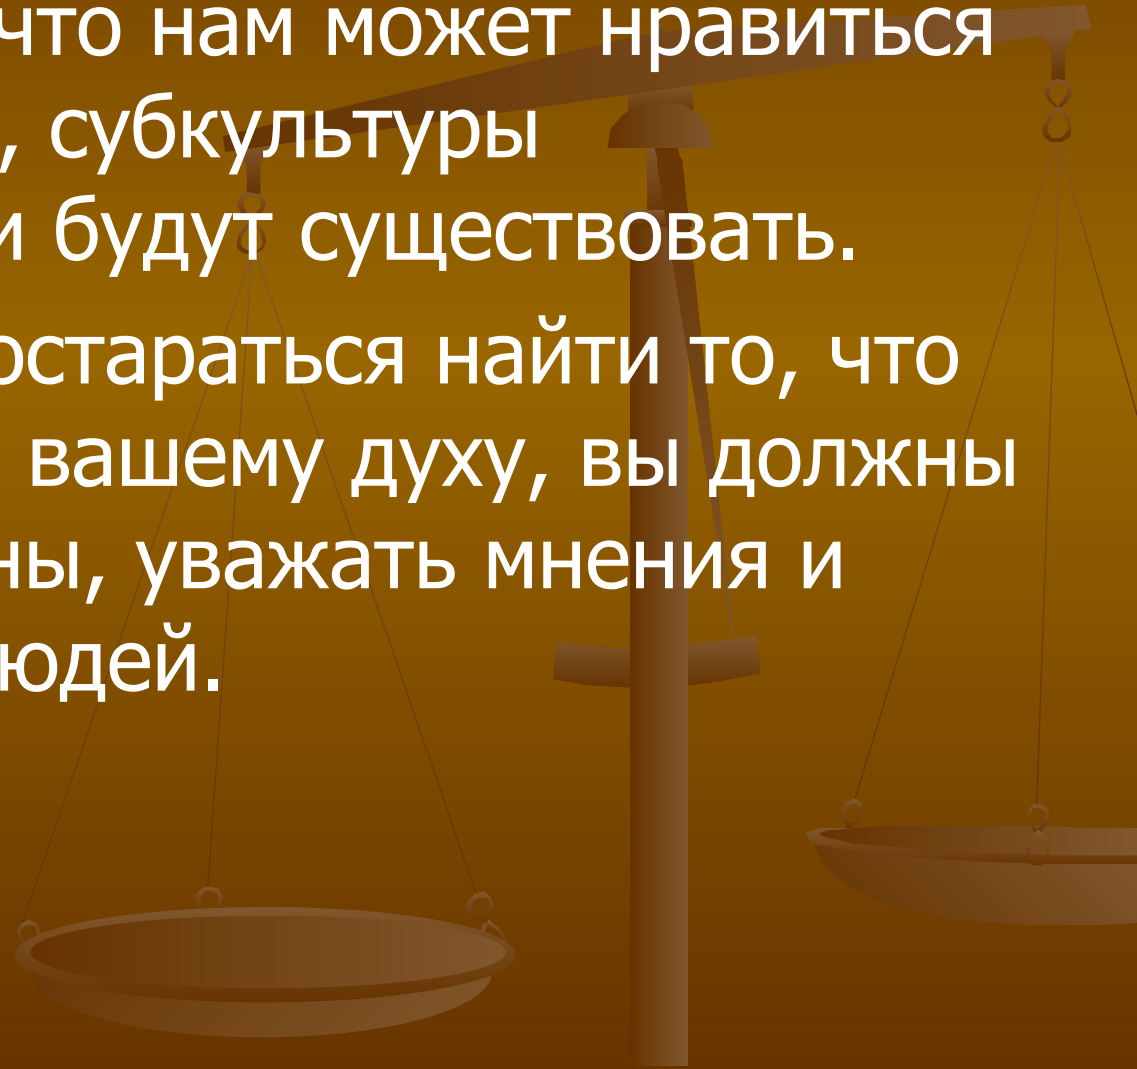 что нам может нравиться
, субкультуры
и будут существовать.
остараться найти то, что
вашему духу, вы должны
ны, уважать мнения и
юдей.